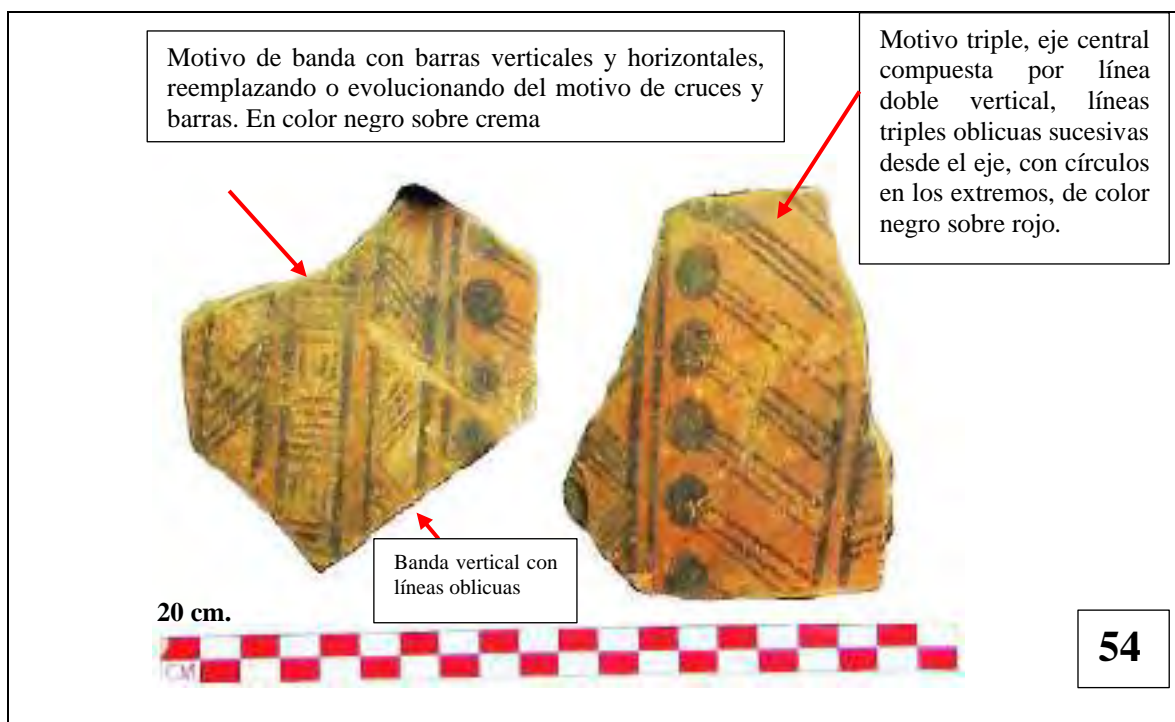 Motivo de banda con barras verticales y horizontales,
reemplazando o evolucionando del motivo de cruces y
barras. En color negro sobre crema
Motivo triple, eje central
compuesta por línea
doble vertical, líneas
triples oblicuas sucesivas
desde el eje, con círculos
en los extremos, de color
negro sobre rojo.
Banda vertical con
líneas oblicuas
20 cm.
CM
54